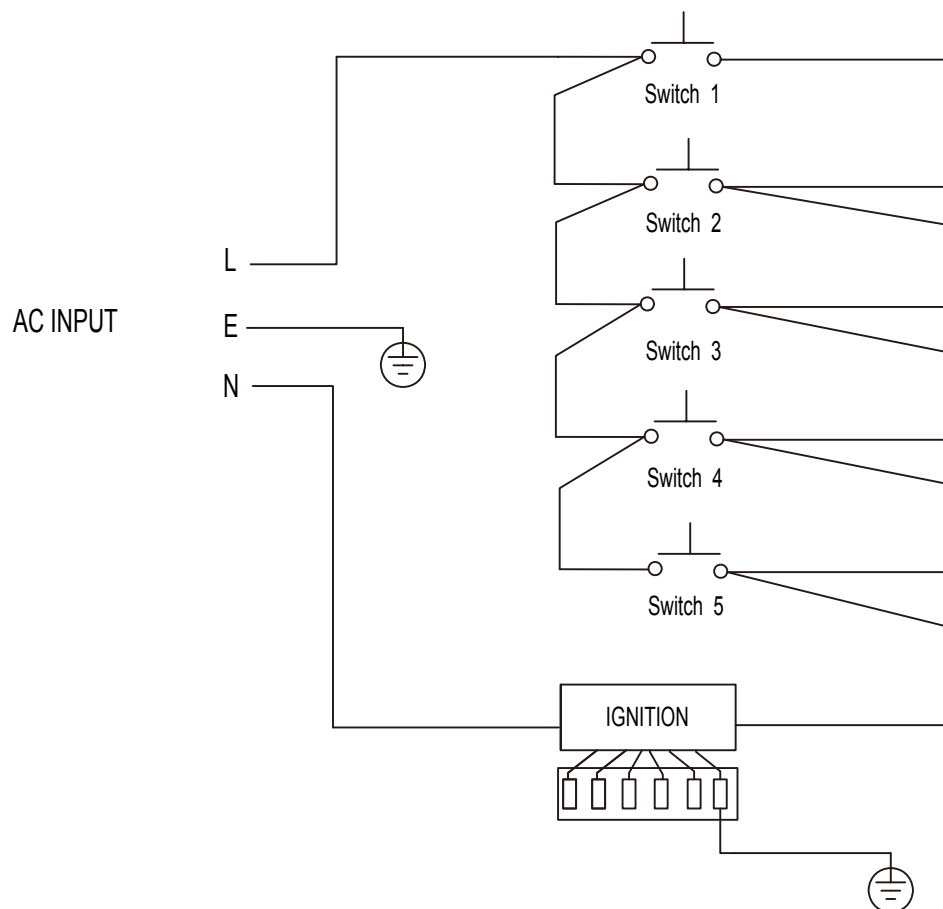 Switch 1
Switch 2
L
AC INPUT
E
Switch 3
N
Switch 4
Switch 5
IGNITION